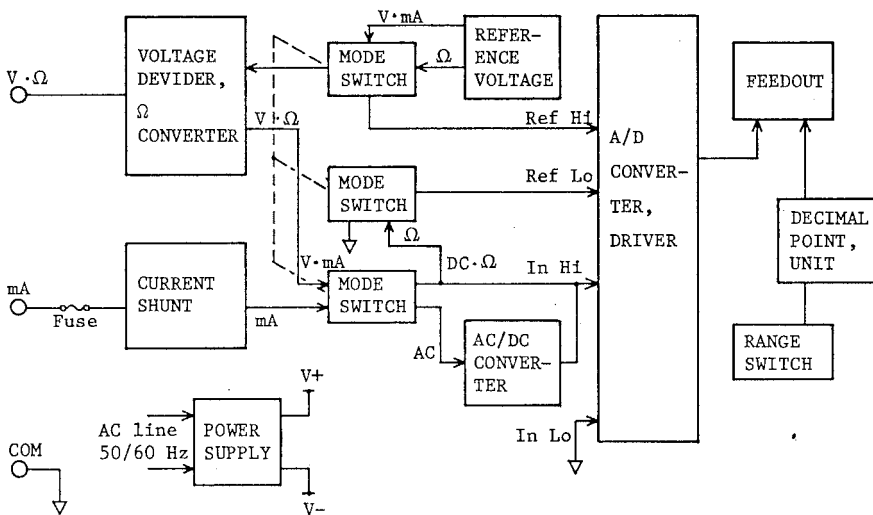 V·Ω
VOLTAGE
DEVIDER,
Ω
CONVERTER
V·Ω
MODE
SWITCH
V·mA
Ω
REFER-
ENCE
VOLTAGE
Ref Hi
MODE
SWITCH
Ref Lo
Ω
DC·Ω
In Hi
V·mA
mA
Fuse
CURRENT
SHUNT
mA
MODE
SWITCH
AC
AC/DC
CONVER-
TER
In Lo
A/D
CONVER-
TER,
DRIVER
FEEDOUT
DECIMAL
POINT,
UNIT
RANGE
SWITCH
COM
AC line
50/60 Hz
POWER
SUPPLY
V+
V-